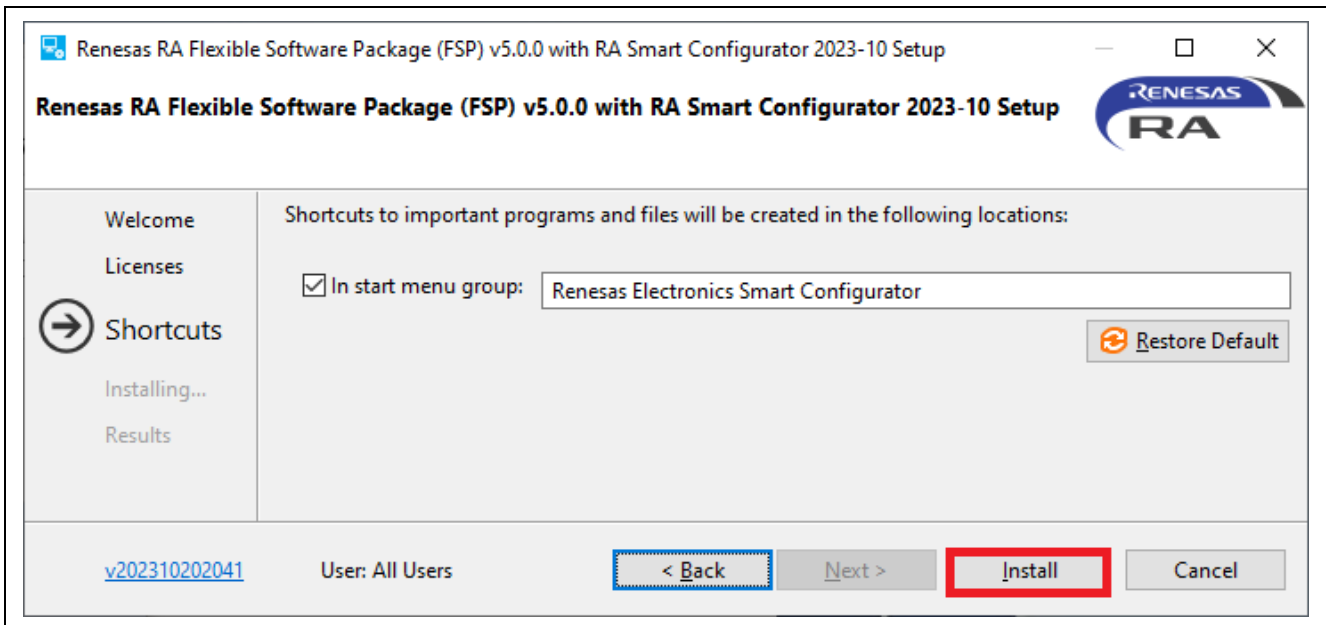 Renesas RA Flexible Software Package (FSP) v5.0.0 with RA Smart Configurator 2023-10 Setup
Renesas RA Flexible Software Package (FSP) v5.0.0 with RA Smart Configurator 2023-10 Setup
RENESAS
RA
Welcome
Licenses
Shortcuts
Installing...
Results
Shortcuts to important programs and files will be created in the following locations:
In start menu group: Renesas Electronics Smart Configurator
Restore Default
v202310202041 User: All Users < Back Next > Install Cancel